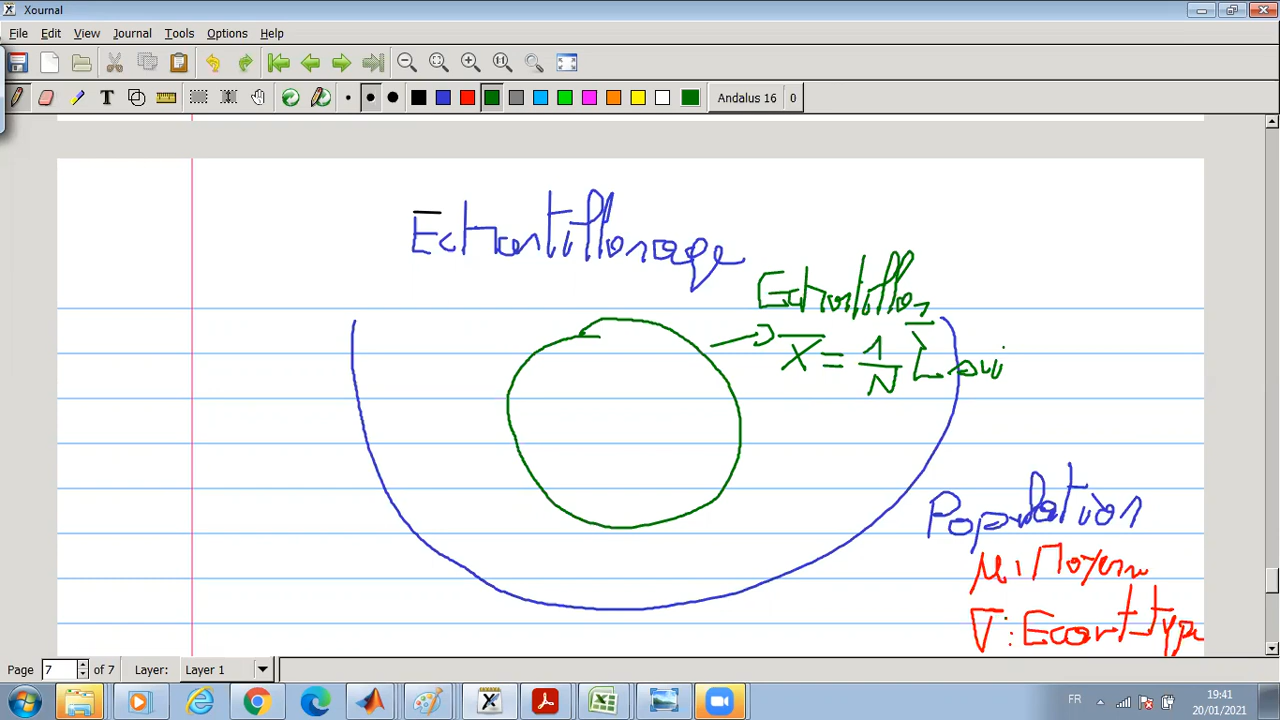 Xournal
File Edit View Journal Tools Options Help
Andalus 16 0
Echantillonage
Echantillon
X̅ = 1/N Σ xi
Population
μ : Moyenn
σ : Ecart type
Page 7 of 7 Layer: Layer 1
FR 19:41
20/01/2021